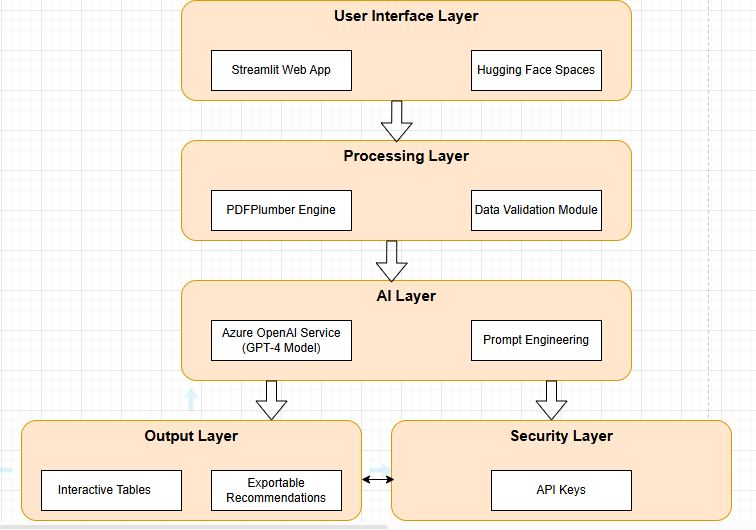 User Interface Layer
Streamlit Web App
Hugging Face Spaces
Processing Layer
PDFPlumber Engine
Data Validation Module
AI Layer
Azure OpenAI Service
(GPT-4 Model)
Prompt Engineering
Output Layer
Security Layer
Interactive Tables
Exportable
Recommendations
API Keys